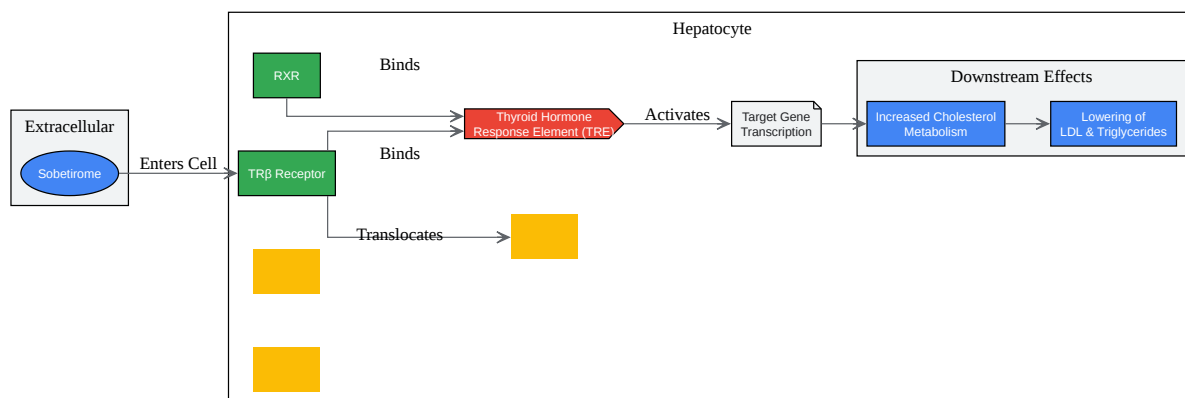 Hepatocyte
RXR
Binds
Downstream Effects
Extracellular
Thyroid Hormone
Response Element (TRE)
Activates
Target Gene
Transcription
Increased Cholesterol
Metabolism
Lowering of
LDL & Triglycerides
Binds
Enters Cell
Sobetirome
TRβ Receptor
Translocates